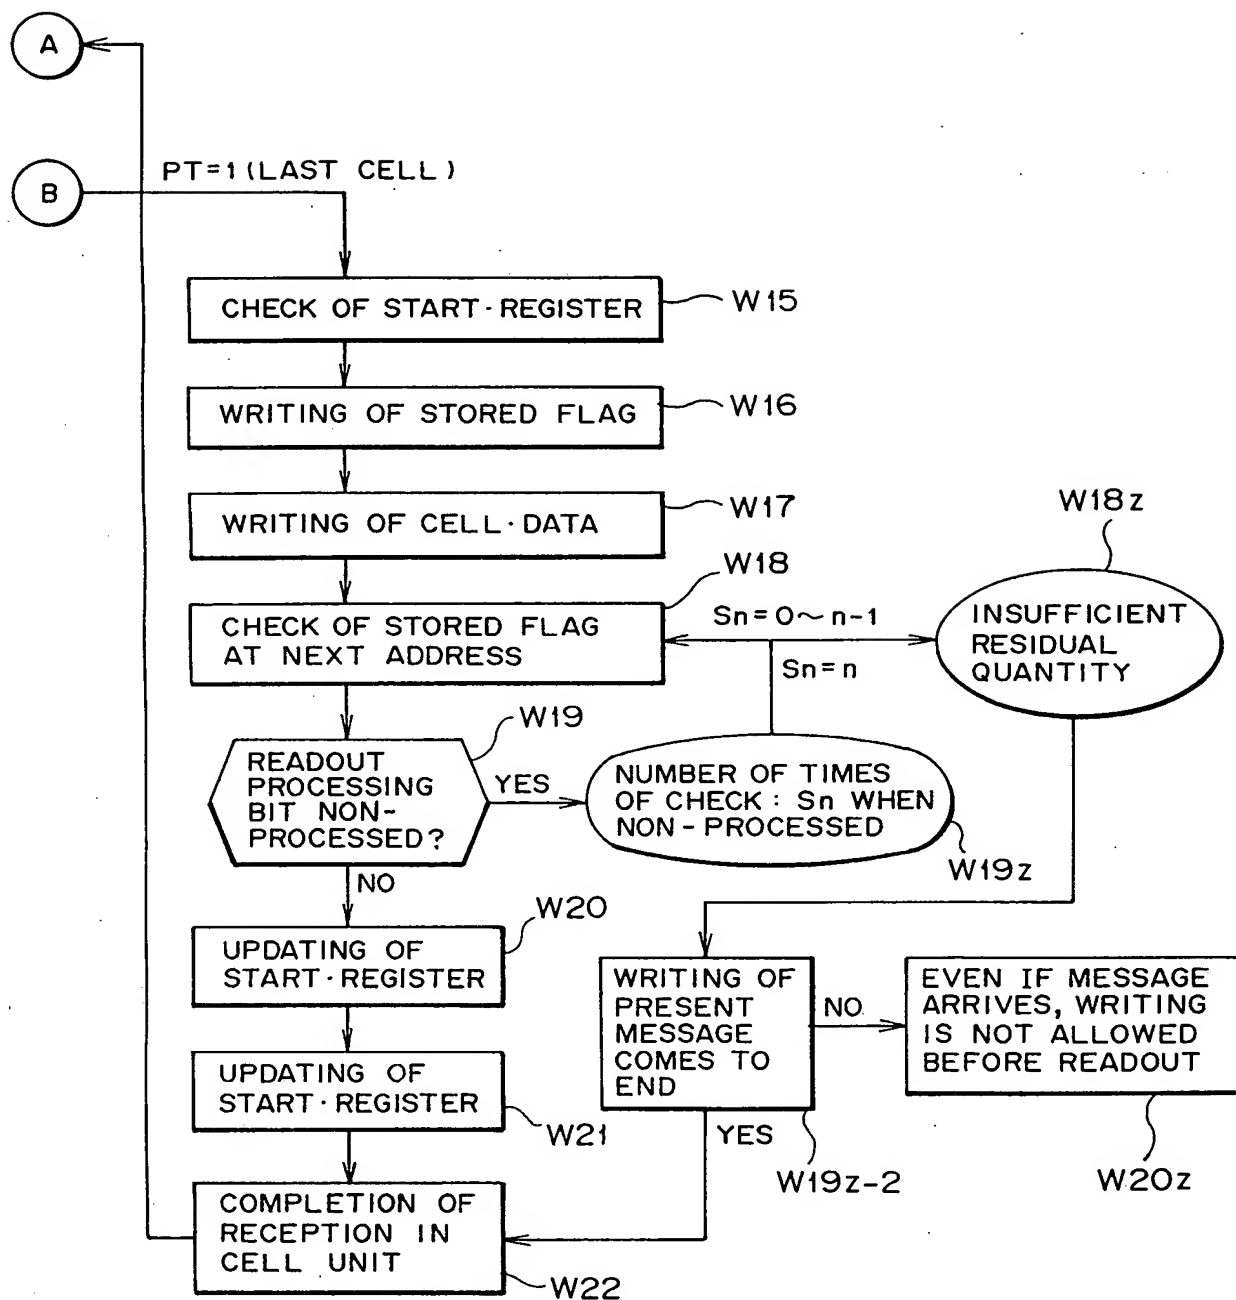 A
PT=1(LAST CELL)
B
CHECK OF START·REGISTER
W15
WRITING OF STORED FLAG
W16
WRITING OF CELL·DATA
W17
W18z
W18
CHECK OF STORED FLAG
AT NEXT ADDRESS
Sn=0~n-1
Sn=n
INSUFFICIENT
RESIDUAL
QUANTITY
W19
READOUT
PROCESSING
BIT NON-
PROCESSED?
YES
NUMBER OF TIMES
OF CHECK: Sn WHEN
NON-PROCESSED
W19z
NO
W20
UPDATING OF
START·REGISTER
WRITING OF
PRESENT
MESSAGE
COMES TO
END
NO
EVEN IF MESSAGE
ARRIVES, WRITING
IS NOT ALLOWED
BEFORE READOUT
UPDATING OF
START·REGISTER
W21
YES
W19z-2
W20z
COMPLETION OF
RECEPTION IN
CELL UNIT
W22